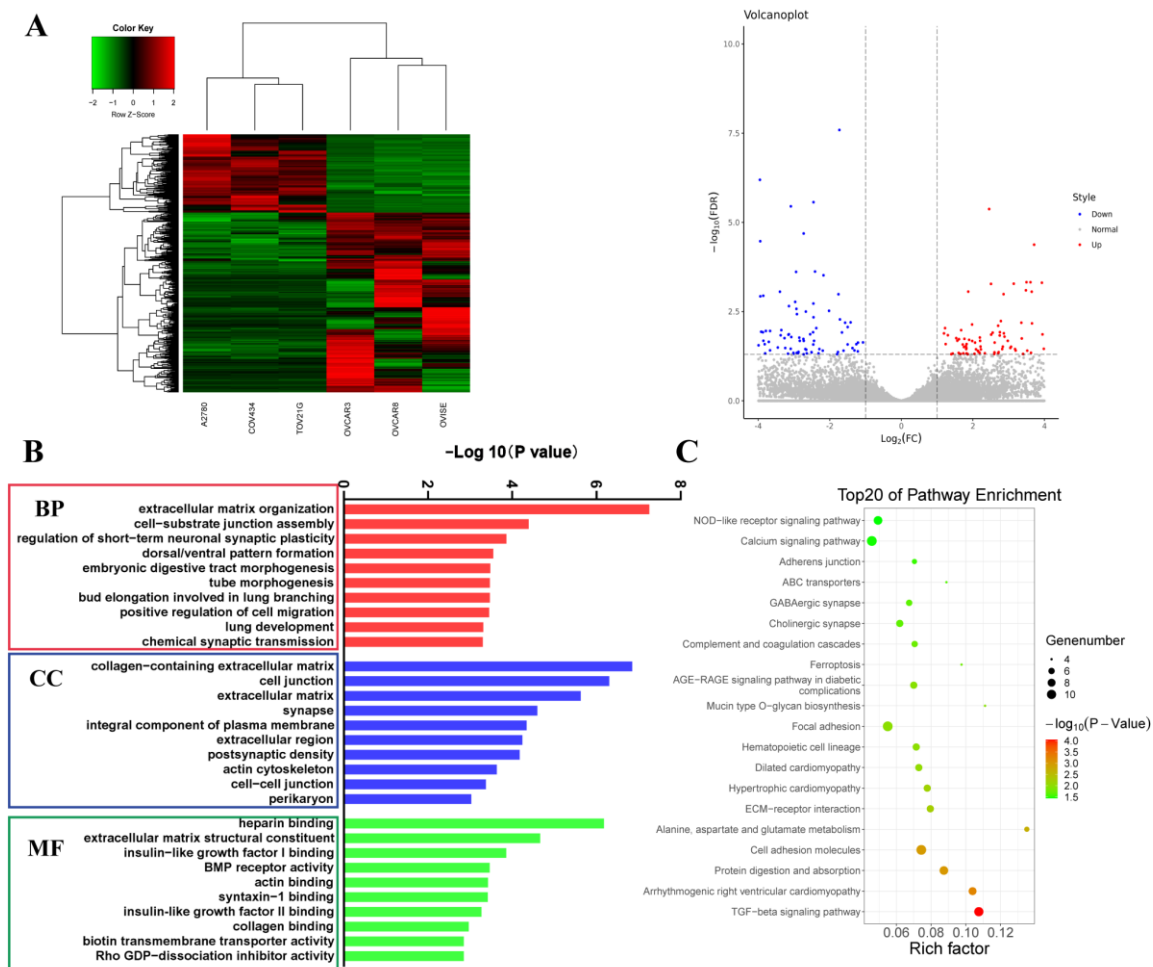 A
Color Key
−2 −1 0 1 2
Row Z−Score
A2780
COV434
TOV21G
OVCAR3
OVCAR8
OVISE
Volcanoplot
10.0
7.5
5.0
2.5
0.0
−log10(FDR)
−4 −2 0 2 4
Log2(FC)
Style
Down
Normal
Up
B
−Log 10(P value)
0 2 4 6 8
BP
extracellular matrix organization
cell−substrate junction assembly
regulation of short−term neuronal synaptic plasticity
dorsal/ventral pattern formation
embryonic digestive tract morphogenesis
tube morphogenesis
bud elongation involved in lung branching
positive regulation of cell migration
lung development
chemical synaptic transmission
CC
collagen−containing extracellular matrix
cell junction
extracellular matrix
synapse
integral component of plasma membrane
extracellular region
postsynaptic density
actin cytoskeleton
cell−cell junction
perikaryon
MF
heparin binding
extracellular matrix structural constituent
insulin−like growth factor I binding
BMP receptor activity
actin binding
syntaxin−1 binding
insulin-like growth factor II binding
collagen binding
biotin transmembrane transporter activity
Rho GDP−dissociation inhibitor activity
C
Top20 of Pathway Enrichment
NOD−like receptor signaling pathway
Calcium signaling pathway
Adherens junction
ABC transporters
GABAergic synapse
Cholinergic synapse
Complement and coagulation cascades
Ferroptosis
AGE−RAGE signaling pathway in diabetic
complications
Mucin type O−glycan biosynthesis
Focal adhesion
Hematopoietic cell lineage
Dilated cardiomyopathy
Hypertrophic cardiomyopathy
ECM−receptor interaction
Alanine, aspartate and glutamate metabolism
Cell adhesion molecules
Protein digestion and absorption
Arrhythmogenic right ventricular cardiomyopathy
TGF−beta signaling pathway
0.06 0.08 0.10 0.12
Rich factor
Genenumber
4
6
8
10
−log10(P−Value)
4.0
3.5
3.0
2.5
2.0
1.5